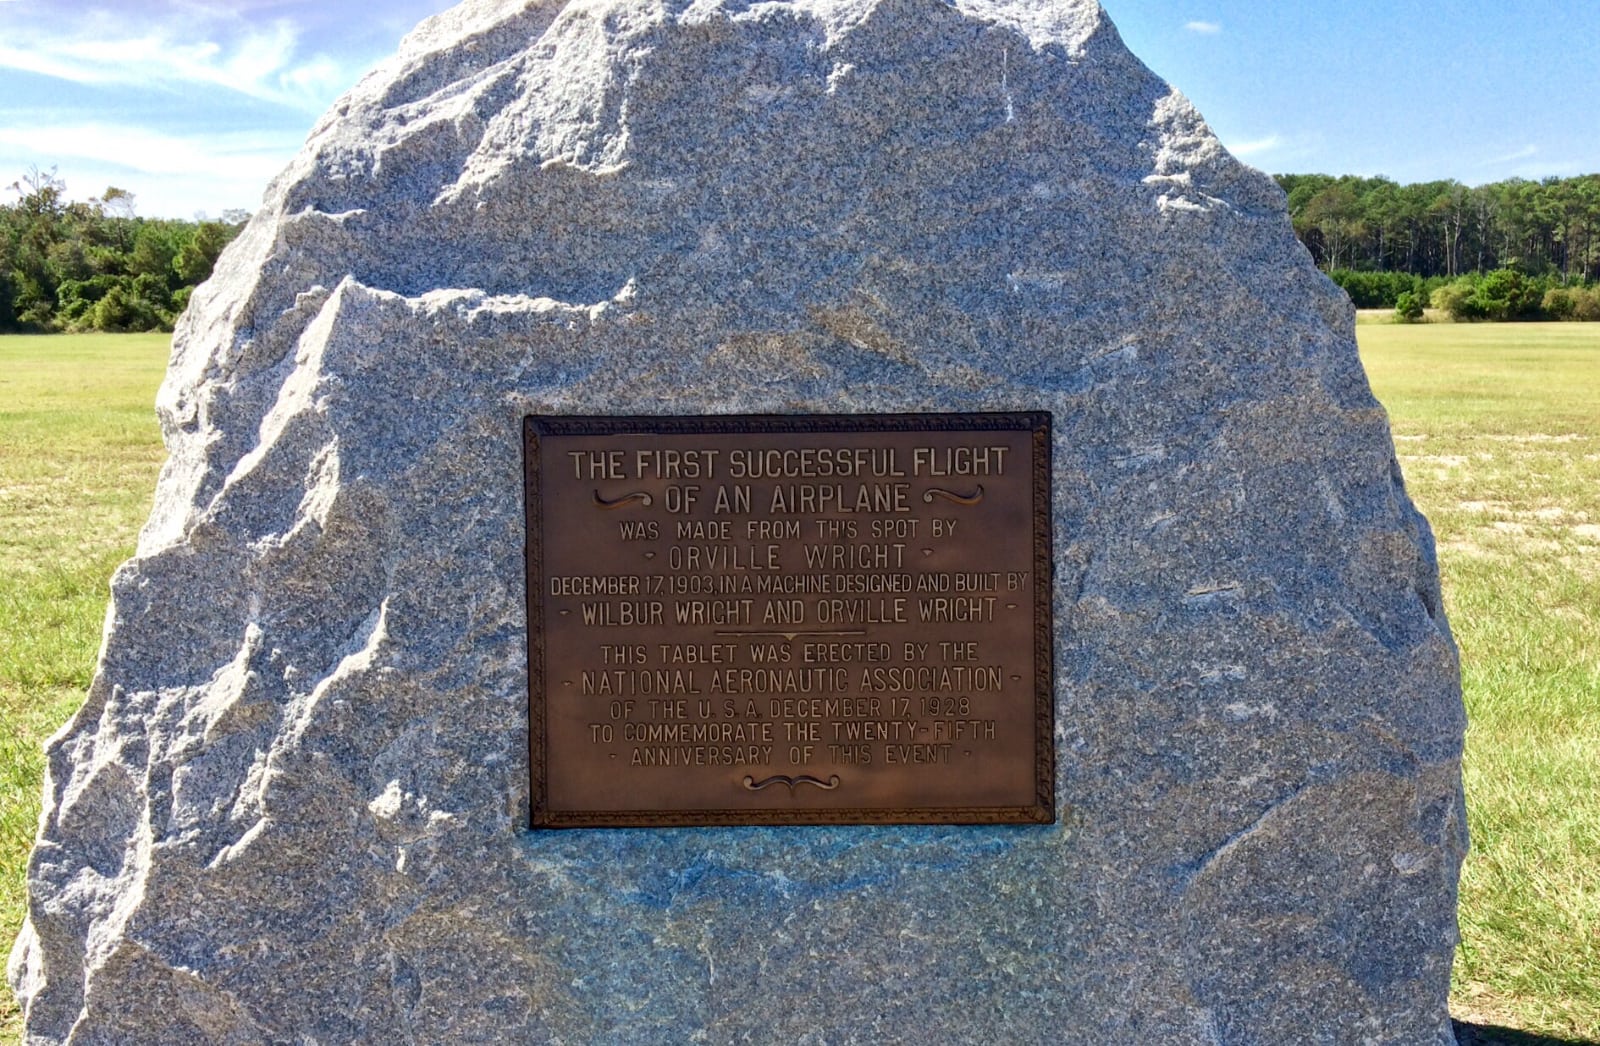 THE FIRST SUCCESSFUL FLIGHT
OF AN AIRPLANE
WAS MADE FROM THIS SPOT BY
- ORVILLE WRIGHT -
DECEMBER 17, 1903, IN A MACHINE DESIGNED AND BUILT BY
- WILBUR WRIGHT AND ORVILLE WRIGHT -
THIS TABLET WAS ERECTED BY THE
- NATIONAL AERONAUTIC ASSOCIATION -
OF THE U.S.A. DECEMBER 17, 1928
TO COMMEMORATE THE TWENTY-FIFTH
- ANNIVERSARY OF THIS EVENT -